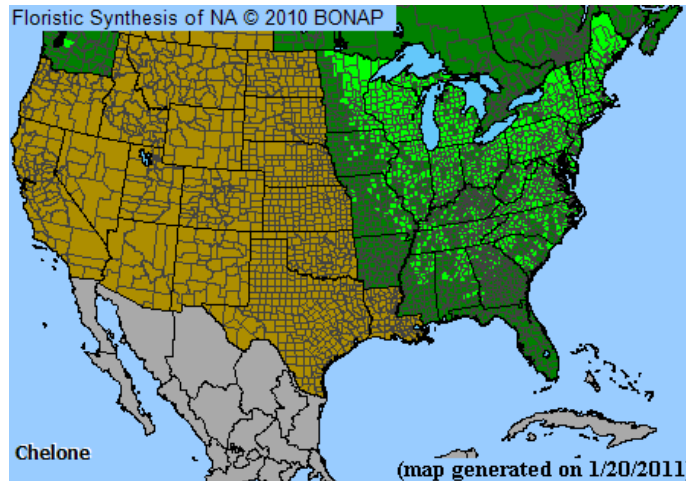 Floristic Synthesis of NA © 2010 BONAP
Chelone
(map generated on 1/20/2011)